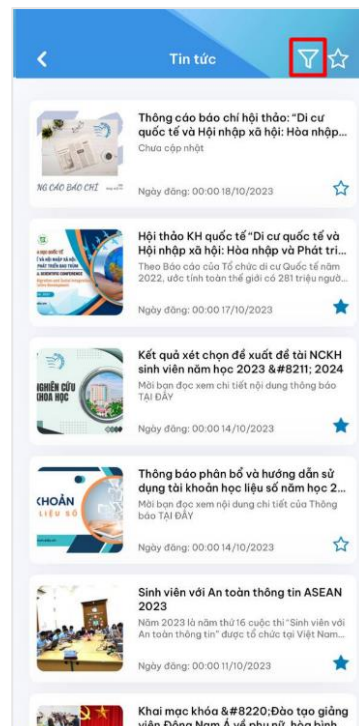 Tin tức
Thông cáo báo chí hội thảo: "Di cư
quốc tế và Hội nhập xã hội: Hòa nhập...
Chưa cập nhật
NG CÁO BÁO CHÍ
Ngày đăng: 00:00 18/10/2023
Hội thảo KH quốc tế "Di cư quốc tế và
Hội nhập xã hội: Hòa nhập và Phát tri...
Theo Báo cáo của Tổ chức di cư Quốc tế năm
2022, ước tính toàn thế giới có 281 triệu ngườ...
Ngày đăng: 00:00 17/10/2023
Kết quả xét chọn đề xuất đề tài NCKH
sinh viên năm học 2023 &#8211; 2024
Mời bạn đọc xem chi tiết nội dung thông báo
TẠI ĐÂY
NGHIÊN CỨU
KHOA HỌC
Ngày đăng: 00:00 14/10/2023
Thông báo phân bổ và hướng dẫn sử
dụng tài khoản học liệu số năm học 2...
Mời bạn đọc xem nội dung chi tiết của Thông
báo TẠI ĐÂY
KHOẢN
LIỆU SỐ
Ngày đăng: 00:00 14/10/2023
Sinh viên với An toàn thông tin ASEAN
2023
Năm 2023 là năm thứ 16 cuộc thi "Sinh viên với
An toàn thông tin" được tổ chức tại Việt Nam...
Ngày đăng: 00:00 11/10/2023
Khai mạc khóa &#8220;Đào tạo giảng
viên Đông Nam Á về phụ nữ, hòa bình